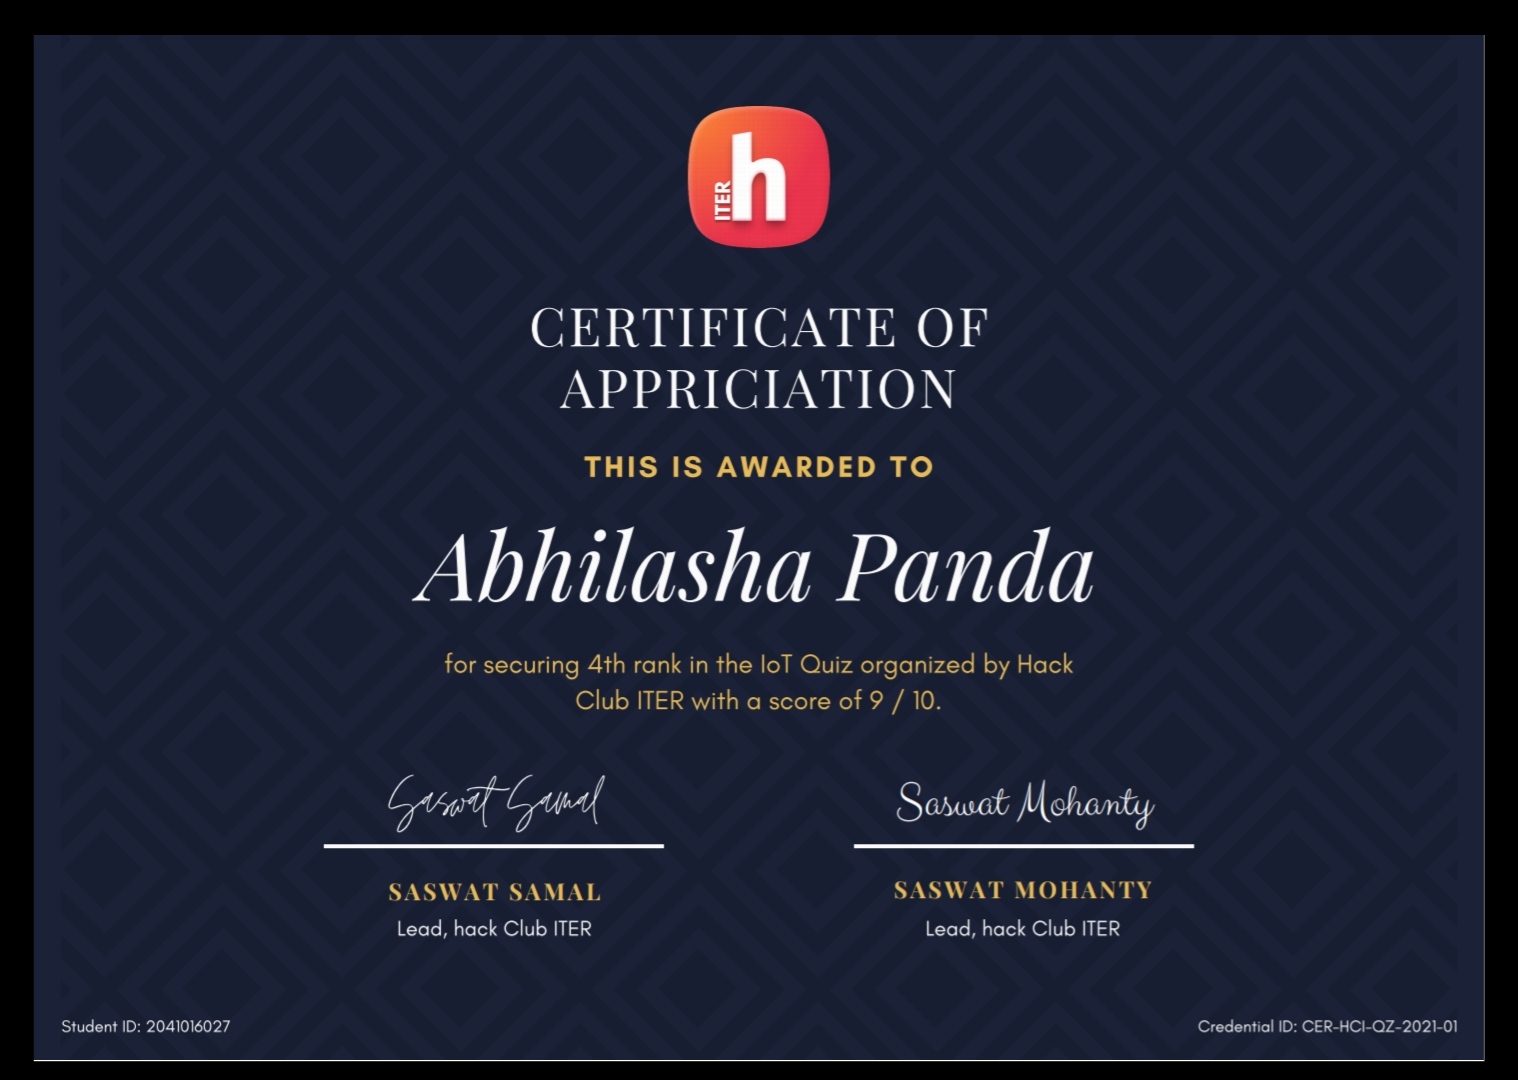 ITER
h
CERTIFICATE OF
APPRICIATION
THIS IS AWARDED TO
Abhilasha Panda
for securing 4th rank in the IoT Quiz organized by Hack
Club ITER with a score of 9 / 10.
Saswat Samal
Saswat Mohanty
SASWAT SAMAL
SASWAT MOHANTY
Lead, hack Club ITER
Lead, hack Club ITER
Student ID: 2041016027
Credential ID: CER-HCI-QZ-2021-01